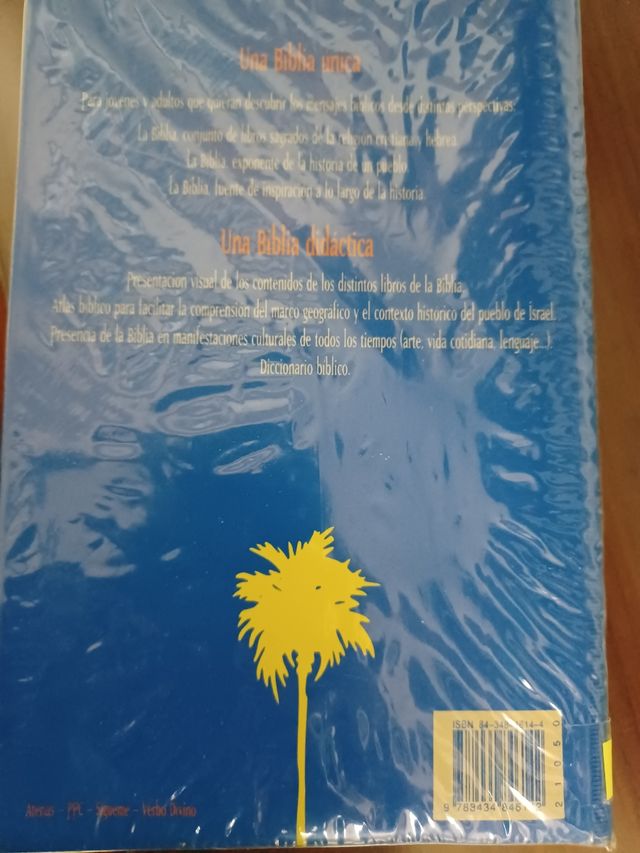 Una Biblia única
Para jóvenes y adultos que quieran descubrir los mensajes bíblicos desde distintas perspectivas:
La Biblia, conjunto de libros sagrados de la religión cristiana y hebrea.
La Biblia, exponente de la historia de un pueblo.
La Biblia, fuente de inspiración a lo largo de la historia.
Una Biblia didáctica
Presentación visual de los contenidos de los distintos libros de la Biblia.
Atlas bíblico para facilitar la comprensión del marco geográfico y el contexto histórico del pueblo de Israel.
Presencia de la Biblia en manifestaciones culturales de todos los tiempos (arte, vida cotidiana, lenguaje...).
Diccionario bíblico.
ISBN
21050
Atenas - PPC - Sígueme - Verbo Divino